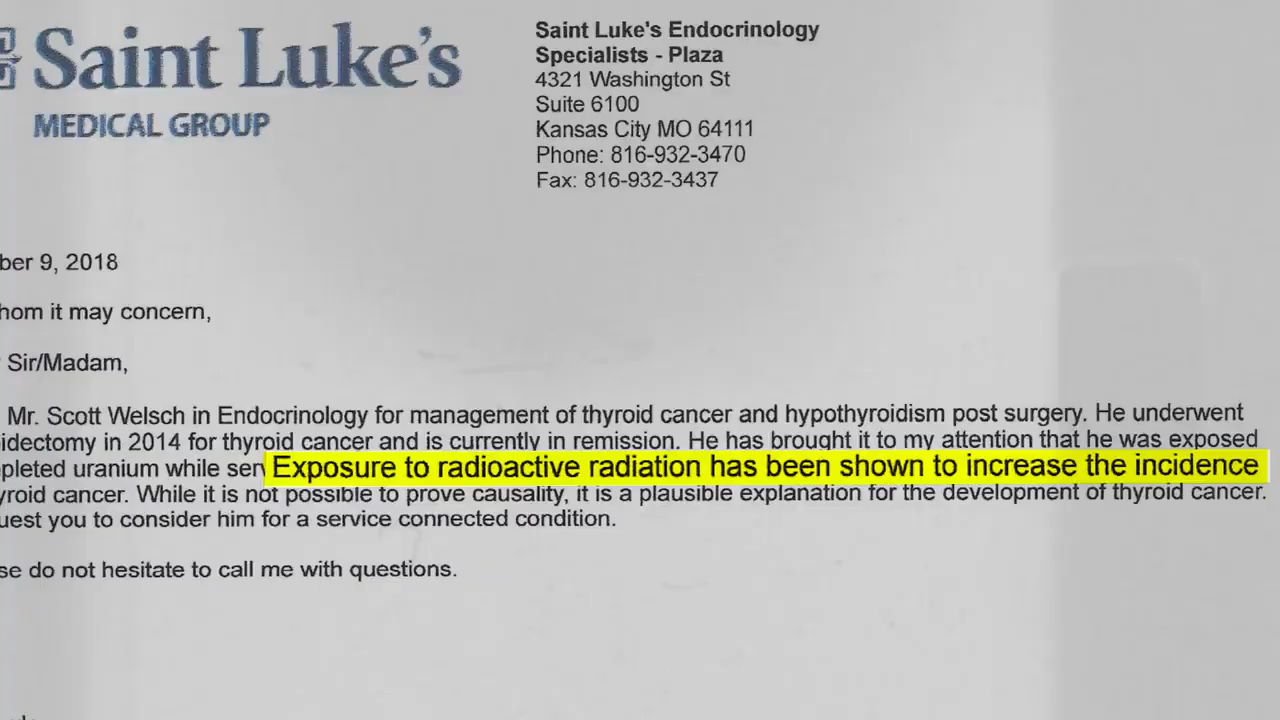 Saint Luke's
MEDICAL GROUP
Saint Luke's Endocrinology
Specialists - Plaza
4321 Washington St
Suite 6100
Kansas City MO 64111
Phone: 816-932-3470
Fax: 816-932-3437
ber 9, 2018
hom it may concern,
Sir/Madam,
Mr. Scott Welsch in Endocrinology for management of thyroid cancer and hypothyroidism post surgery. He underwent
idectomy in 2014 for thyroid cancer and is currently in remission. He has brought it to my attention that he was exposed
pleted uranium while ser Exposure to radioactive radiation has been shown to increase the incidence
yroid cancer. While it is not possible to prove causality, it is a plausible explanation for the development of thyroid cancer.
uest you to consider him for a service connected condition.
se do not hesitate to call me with questions.